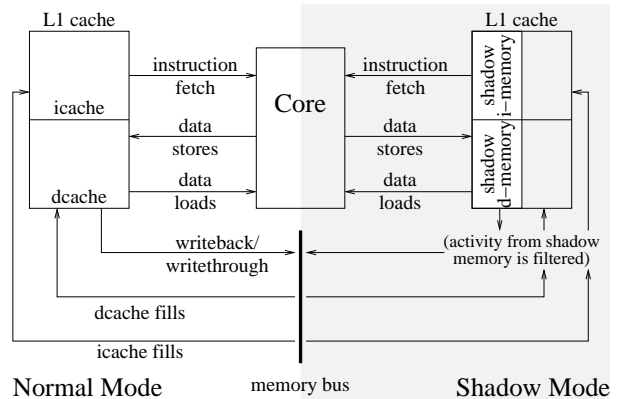 L1 cache
L1 cache
instruction
fetch
Core
instruction
fetch
shadow
i-memory
icache
data
stores
data
stores
shadow
d-memory
dcache
data
loads
data
loads
writeback/
writethrough
(activity from shadow
memory is filtered)
dcache fills
icache fills
Normal Mode
memory bus
Shadow Mode